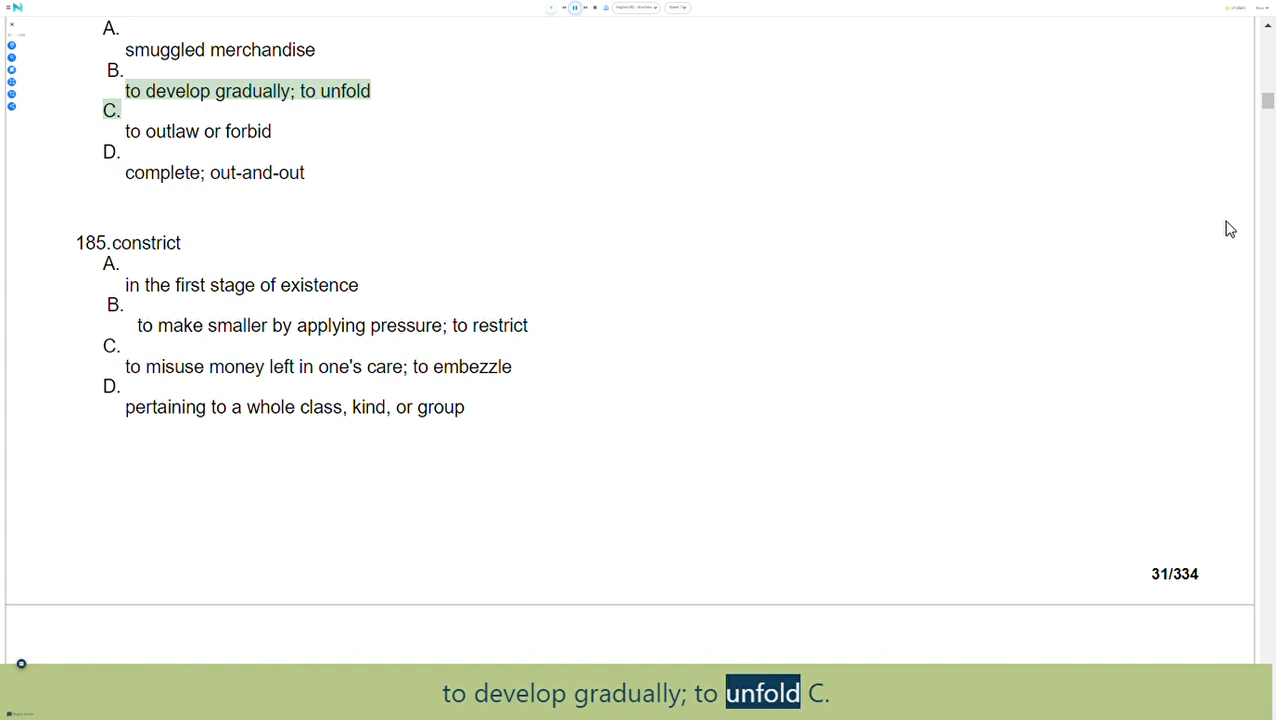 A.
smuggled merchandise
B.
to develop gradually; to unfold
C.
to outlaw or forbid
D.
complete; out-and-out
185.constrict
A.
in the first stage of existence
B.
to make smaller by applying pressure; to restrict
C.
to misuse money left in one's care; to embezzle
D.
pertaining to a whole class, kind, or group
31/334
to develop gradually; to unfold C.